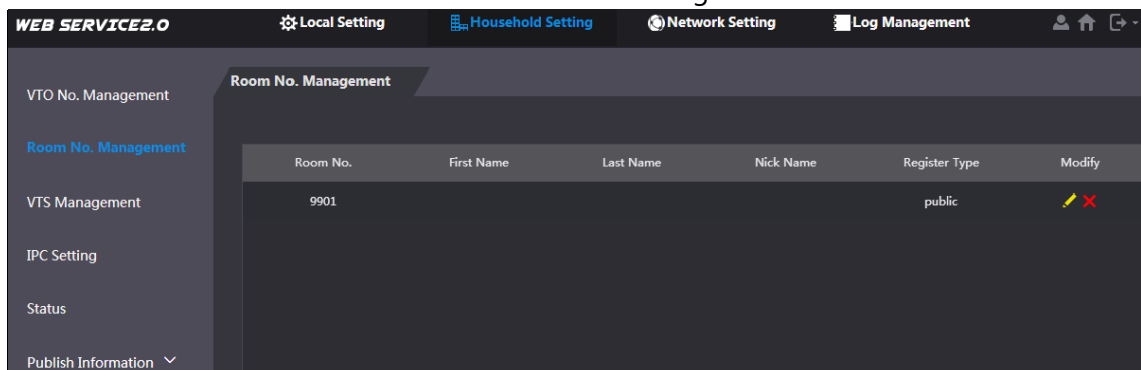 WEB SERVICE2.0 Local Setting Household Setting Network Setting Log Management
VTO No. Management
Room No. Management
VTS Management
IPC Setting
Status
Publish Information
Room No. Management
Room No. First Name Last Name Nick Name Register Type Modify
9901 public